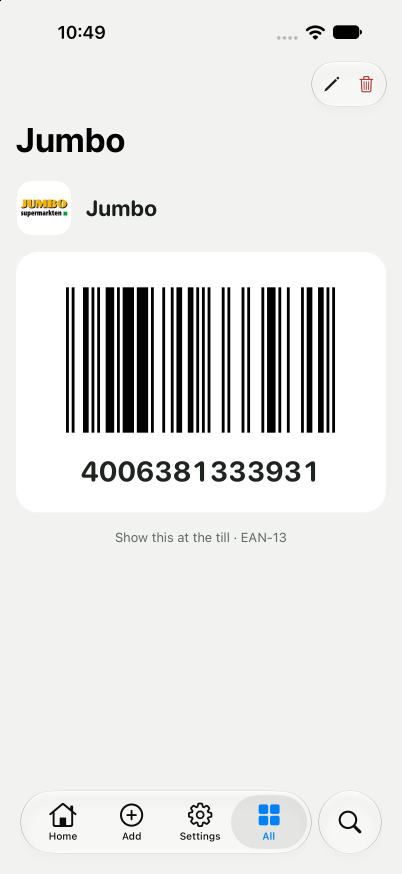 10:49
Jumbo
JUMBO
supermarkten
Jumbo
4006381333931
Show this at the till · EAN-13
Home Add Settings All